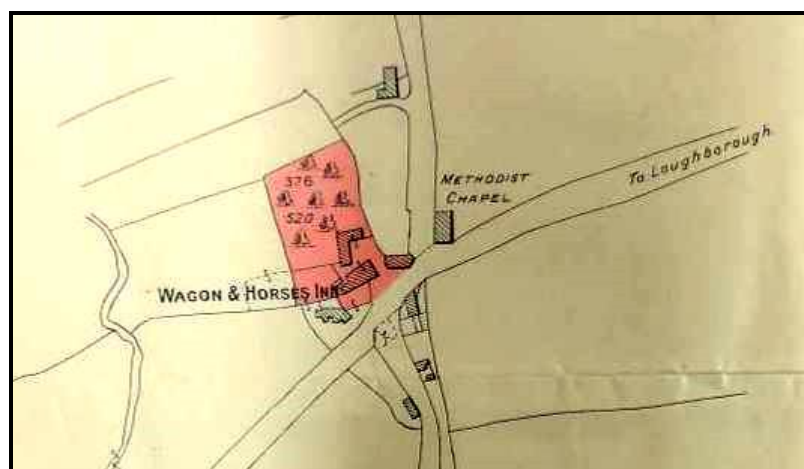 376
520
METHODIST
CHAPEL
To Loughborough
WAGON & HORSES INN